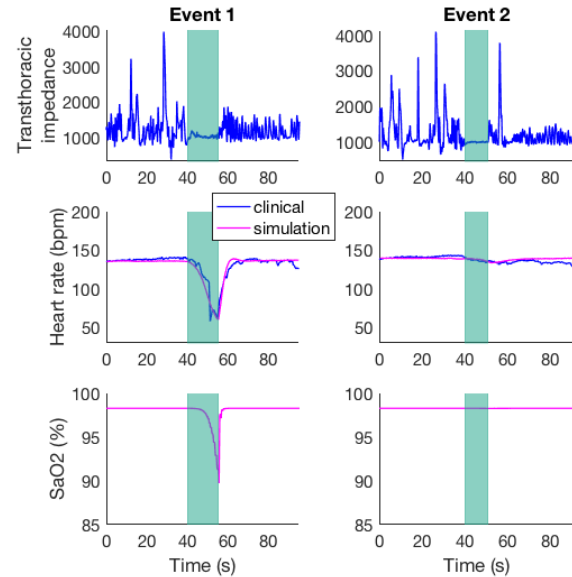 Event 1
Event 2
Transthoracic
impedance
4000
3000
2000
1000
0 20 40 60 80
4000
3000
2000
1000
0 20 40 60 80
clinical
simulation
Heart rate (bpm)
200
150
100
50
0 20 40 60 80
200
150
100
50
0 20 40 60 80
SaO2 (%)
100
95
90
85
0 20 40 60 80
Time (s)
100
95
90
85
0 20 40 60 80
Time (s)